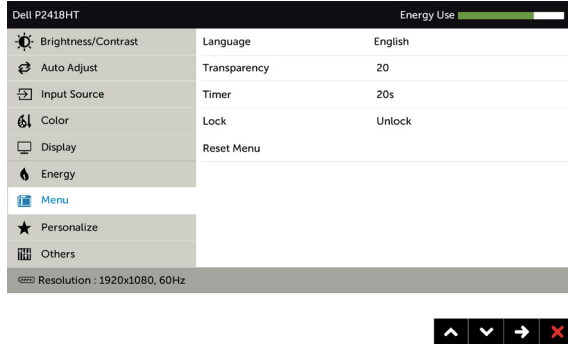 Dell P2418HT Energy Use
Brightness/Contrast Language English
Auto Adjust Transparency 20
Input Source Timer 20s
Color Lock Unlock
Display Reset Menu
Energy
Menu
Personalize
Others
Resolution : 1920x1080, 60Hz